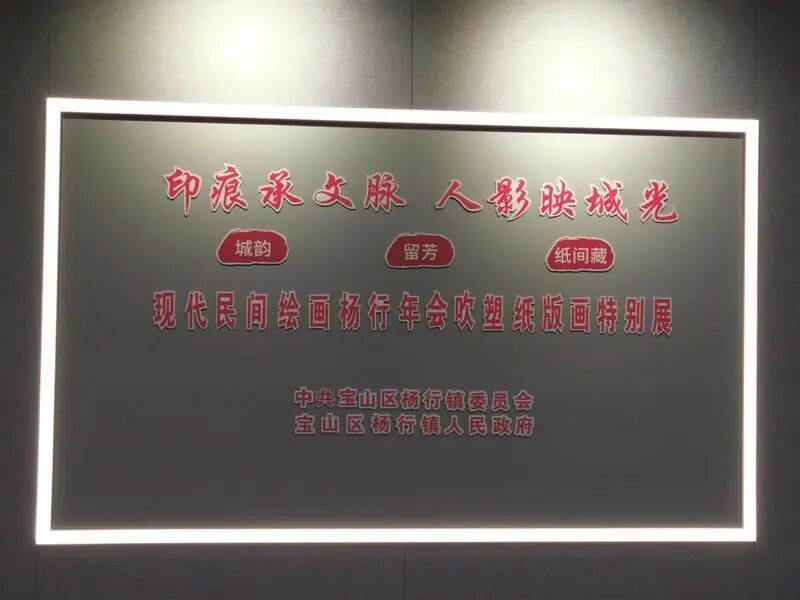 印痕承文脉 人影映城光
城韵 留芳 纸间藏
现代民间绘画杨行年会吹塑纸版画特别展
中共宝山区杨行镇委员会
宝山区杨行镇人民政府